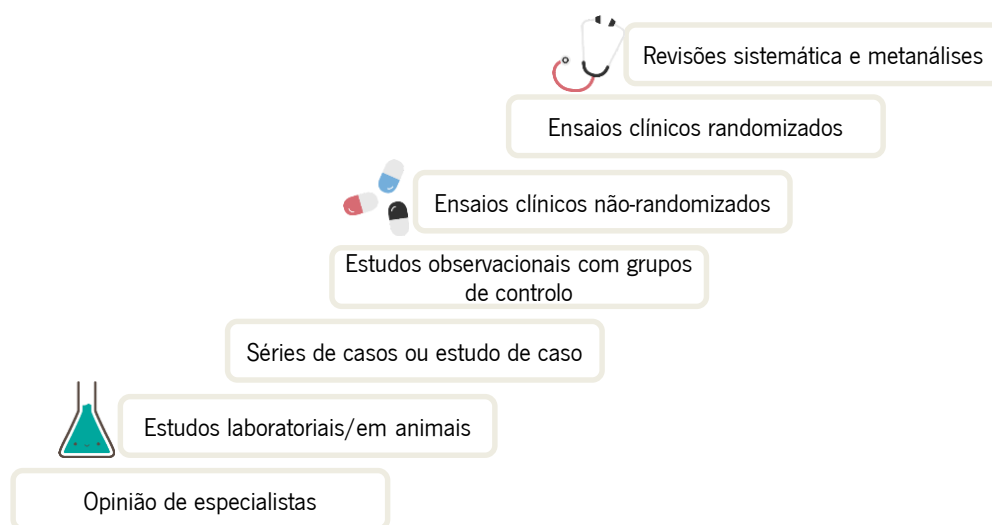 Revisões sistemática e metanálises
Ensaios clínicos randomizados
Ensaios clínicos não-randomizados
Estudos observacionais com grupos
de controlo
Séries de casos ou estudo de caso
Estudos laboratoriais/em animais
Opinião de especialistas